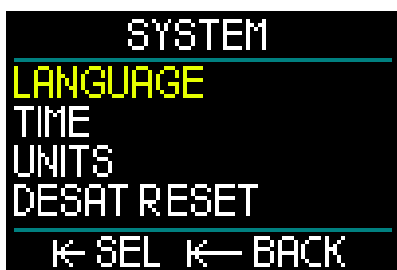 SYSTEM
LANGUAGE
TIME
UNITS
DESAT RESET
SEL BACK